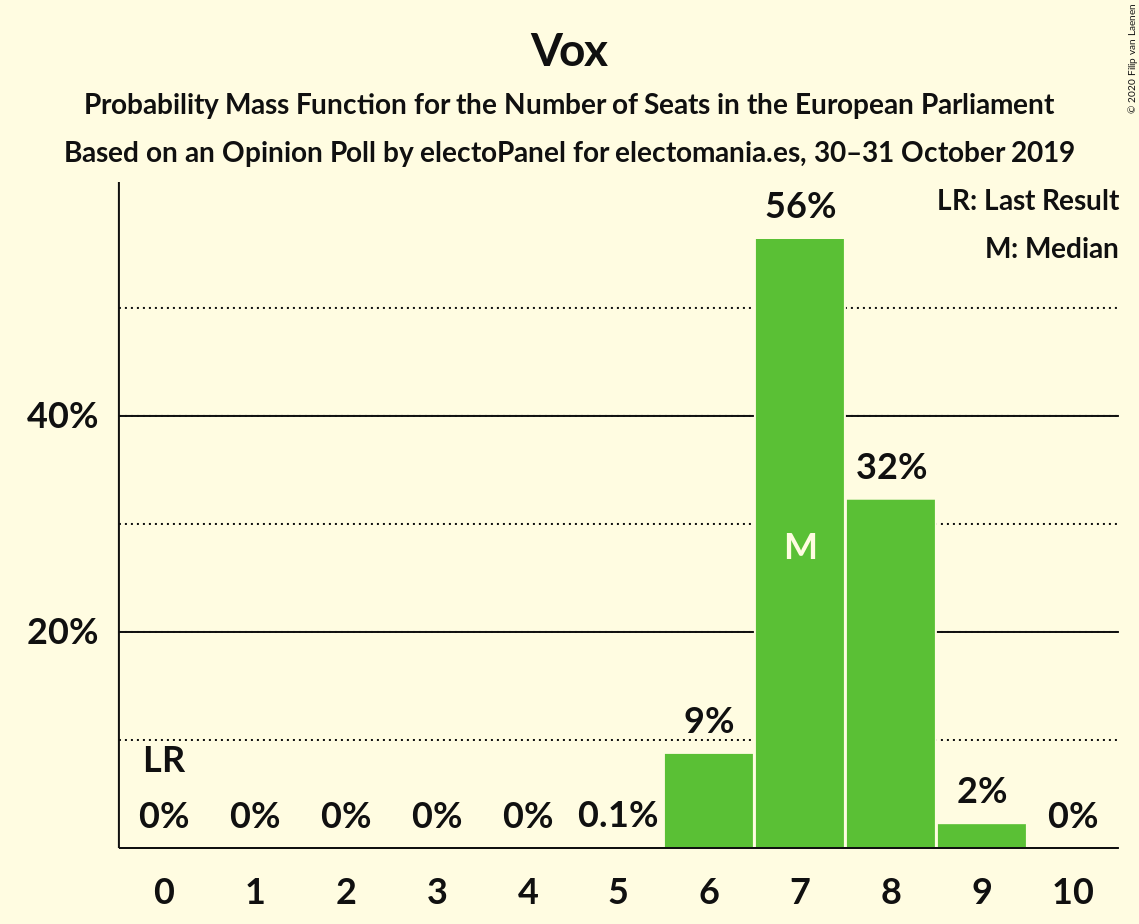 Vox
Probability Mass Function for the Number of Seats in the European Parliament
Based on an Opinion Poll by electoPanel for electomania.es, 30–31 October 2019
© 2020 Filip van Laenen
LR: Last Result
M: Median
56%
40%
32%
M
20%
9%
LR
2%
0% 0% 0% 0% 0% 0.1% 0%
0 1 2 3 4 5 6 7 8 9 10